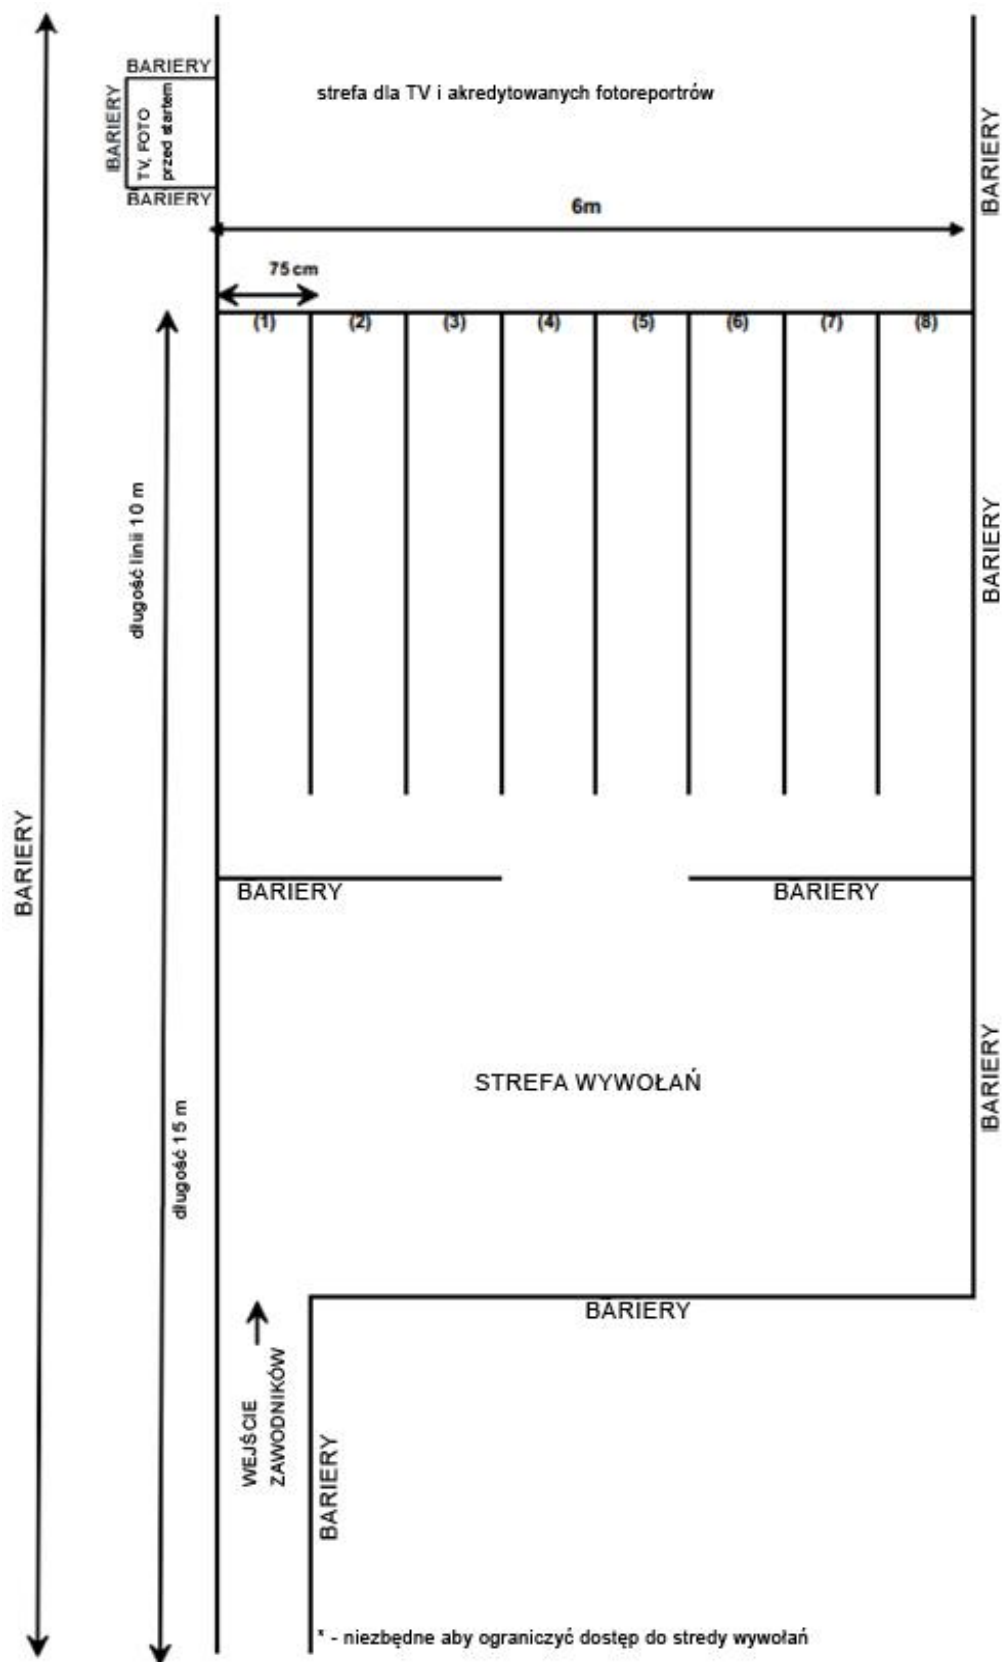 BARIERY
strefa dla TV i akredytowanych fotoreportrów
BARIERY
TV, FOTO
przed startem
BARIERY
BARIERY
6m
75 cm
(1) (2) (3) (4) (5) (6) (7) (8)
długość linii 10 m
BARIERY
BARIERY
BARIERY
BARIERY
STREFA WYWOŁAŃ
BARIERY
długość 15 m
BARIERY
WEJŚCIE
ZAWODNIKÓW
BARIERY
* - niezbędne aby ograniczyć dostęp do stredy wywołań